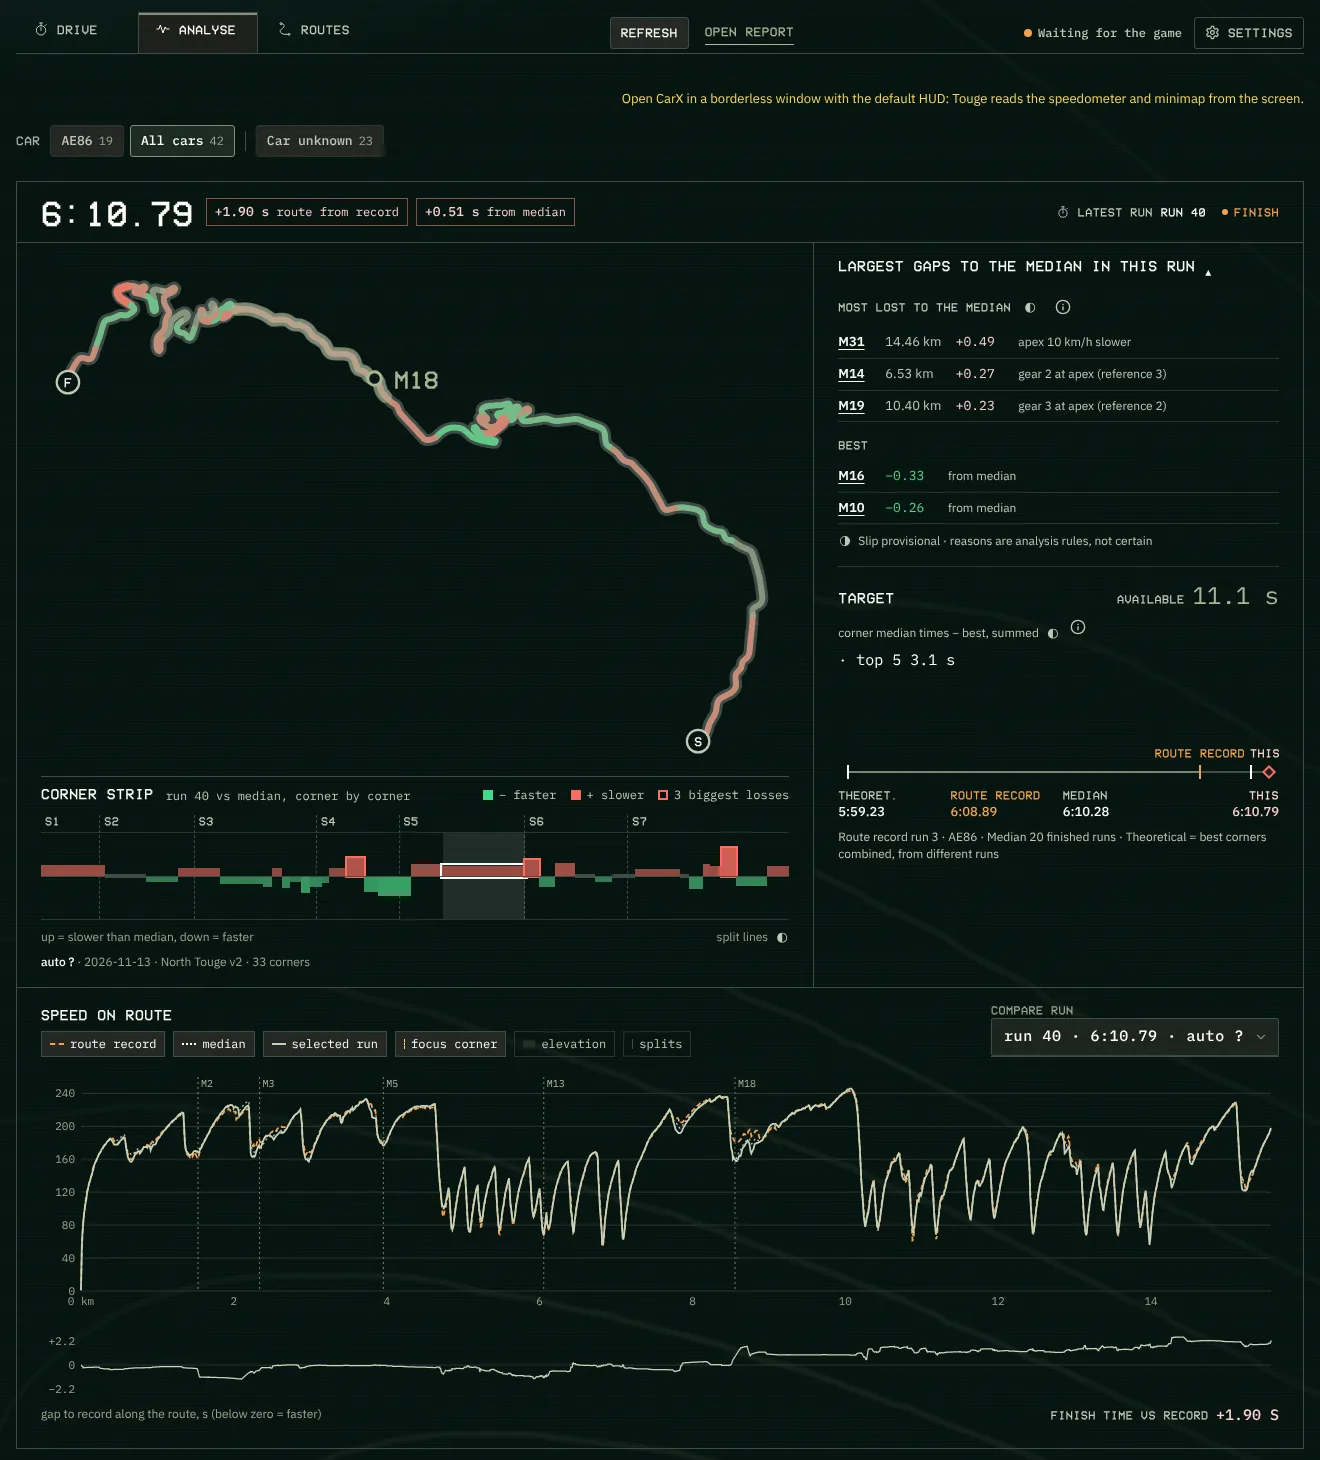 DRIVE
ANALYSE
ROUTES
REFRESH
OPEN REPORT
Waiting for the game
SETTINGS
Open CarX in a borderless window with the default HUD: Touge reads the speedometer and minimap from the screen.
CAR
AE86 19
All cars 42
Car unknown 23
6:10.79
+1.90 s route from record
+0.51 s from median
LATEST RUN RUN 40
FINISH
F
M18
S
LARGEST GAPS TO THE MEDIAN IN THIS RUN ▴
MOST LOST TO THE MEDIAN
M31 14.46 km +0.49 apex 10 km/h slower
M14 6.53 km +0.27 gear 2 at apex (reference 3)
M19 10.40 km +0.23 gear 3 at apex (reference 2)
BEST
M16 −0.33 from median
M10 −0.26 from median
Slip provisional · reasons are analysis rules, not certain
TARGET
AVAILABLE 11.1 s
corner median times – best, summed
· top 5 3.1 s
ROUTE RECORD THIS
THEORET. ROUTE RECORD MEDIAN THIS
5:59.23 6:08.89 6:10.28 6:10.79
Route record run 3 · AE86 · Median 20 finished runs · Theoretical = best corners
combined, from different runs
CORNER STRIP run 40 vs median, corner by corner
− faster + slower 3 biggest losses
S1 S2 S3 S4 S5 S6 S7
up = slower than median, down = faster
split lines
auto ? · 2026-11-13 · North Touge v2 · 33 corners
SPEED ON ROUTE
COMPARE RUN
run 40 · 6:10.79 · auto ?
route record
median
selected run
focus corner
elevation
splits
M2 M3 M5 M13 M18
240
200
160
120
80
40
0
0 km 2 4 6 8 10 12 14
+2.2
0
−2.2
gap to record along the route, s (below zero = faster)
FINISH TIME VS RECORD +1.90 S